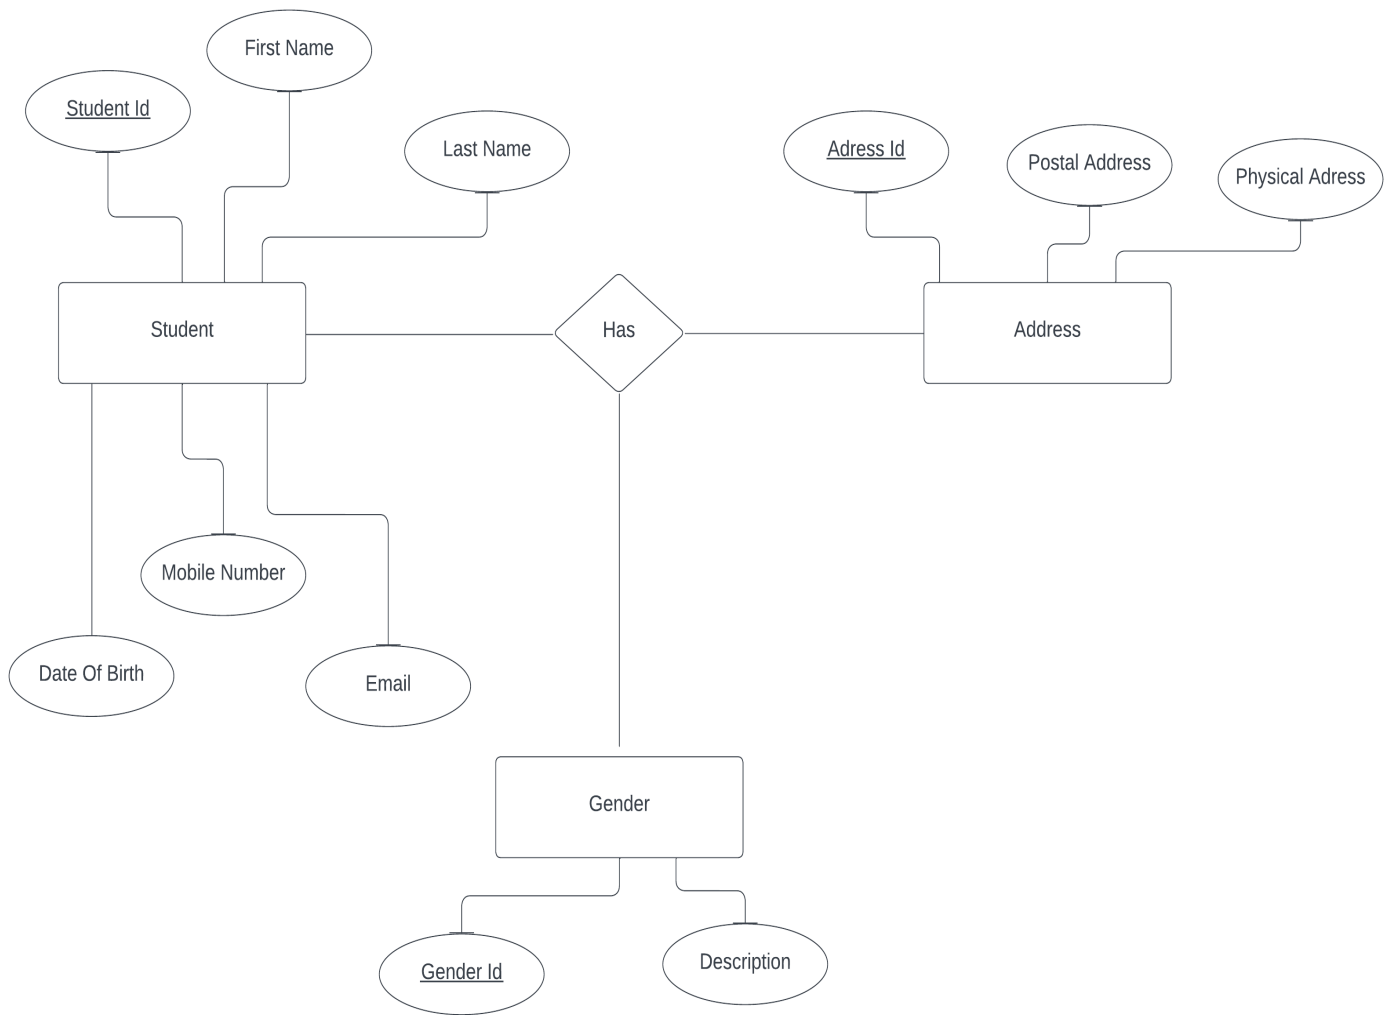 First Name
Student Id
Last Name
Adress Id
Postal Address
Physical Adress
Student
Has
Address
Mobile Number
Date Of Birth
Email
Gender
Gender Id
Description